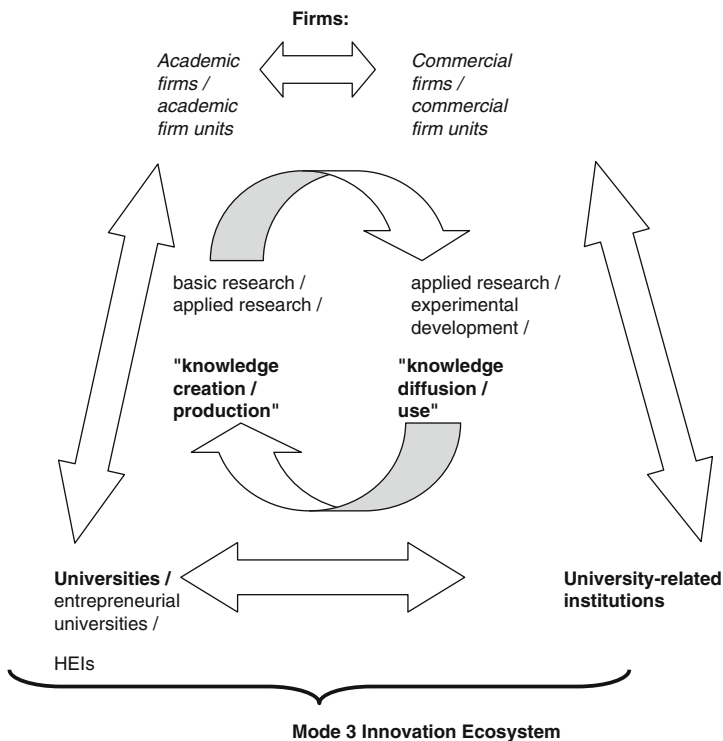 Firms:
Academic
firms /
academic
firm units
Commercial
firms /
commercial
firm units
basic research /
applied research /
applied research /
experimental
development /
"knowledge
creation /
production"
"knowledge
diffusion /
use"
Universities /
entrepreneurial
universities /
HEIs
University-related
institutions
Mode 3 Innovation Ecosystem